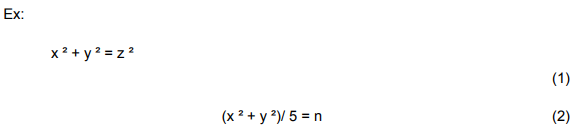 Ex:
x ² + y ² = z ²
(1)
(x ² + y ²)/ 5 = n (2)